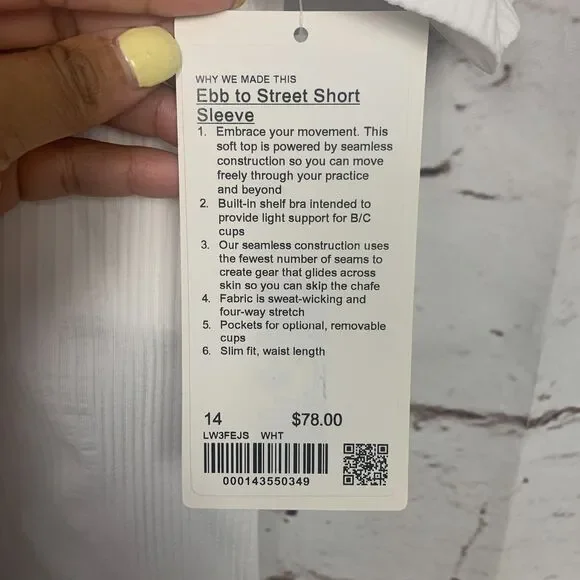 WHY WE MADE THIS
Ebb to Street Short
Sleeve
1. Embrace your movement. This
soft top is powered by seamless
construction so you can move
freely through your practice
and beyond
2. Built-in shelf bra intended to
provide light support for B/C
cups
3. Our seamless construction uses
the fewest number of seams to
create gear that glides across
skin so you can skip the chafe
4. Fabric is sweat-wicking and
four-way stretch
5. Pockets for optional, removable
cups
6. Slim fit, waist length
14 $78.00
LW3FEJS WHT
000143550349